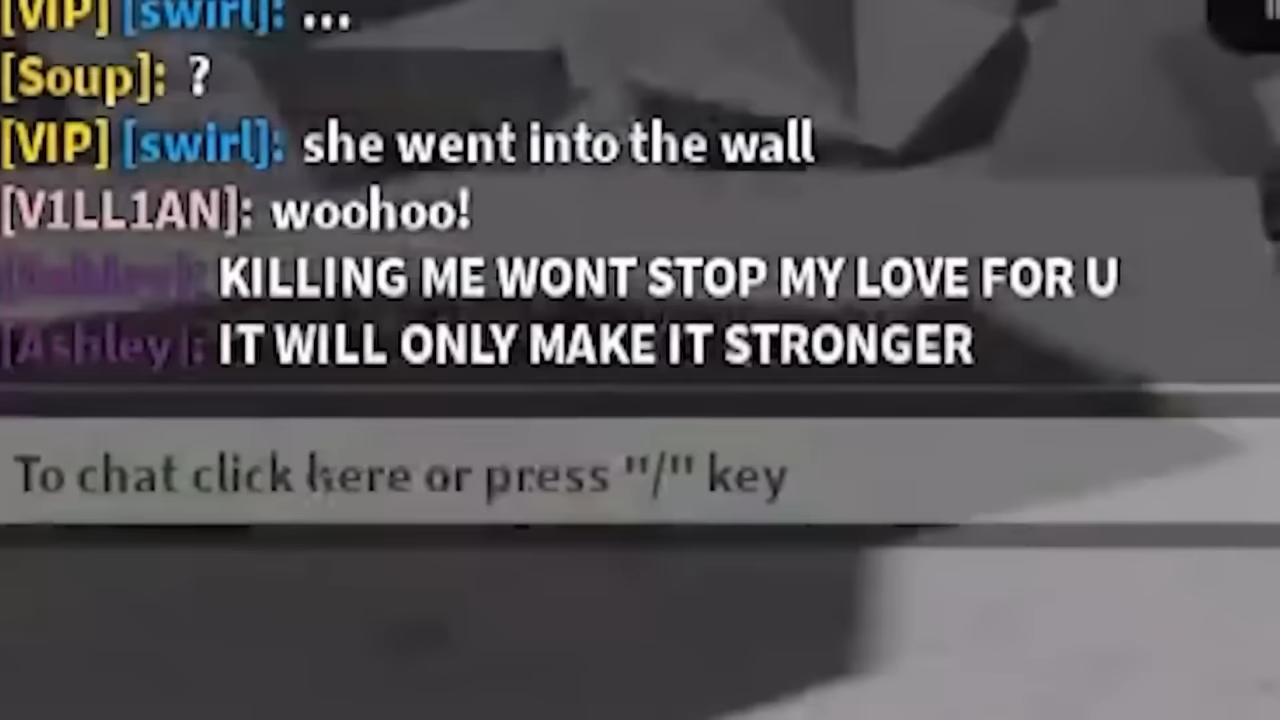 [VIP] [swirl]: ...
[Soup]: ?
[VIP] [swirl]: she went into the wall
[V1LL1AN]: woohoo!
[Ashley]: KILLING ME WONT STOP MY LOVE FOR U
[Ashley]: IT WILL ONLY MAKE IT STRONGER
To chat click here or press "/" key